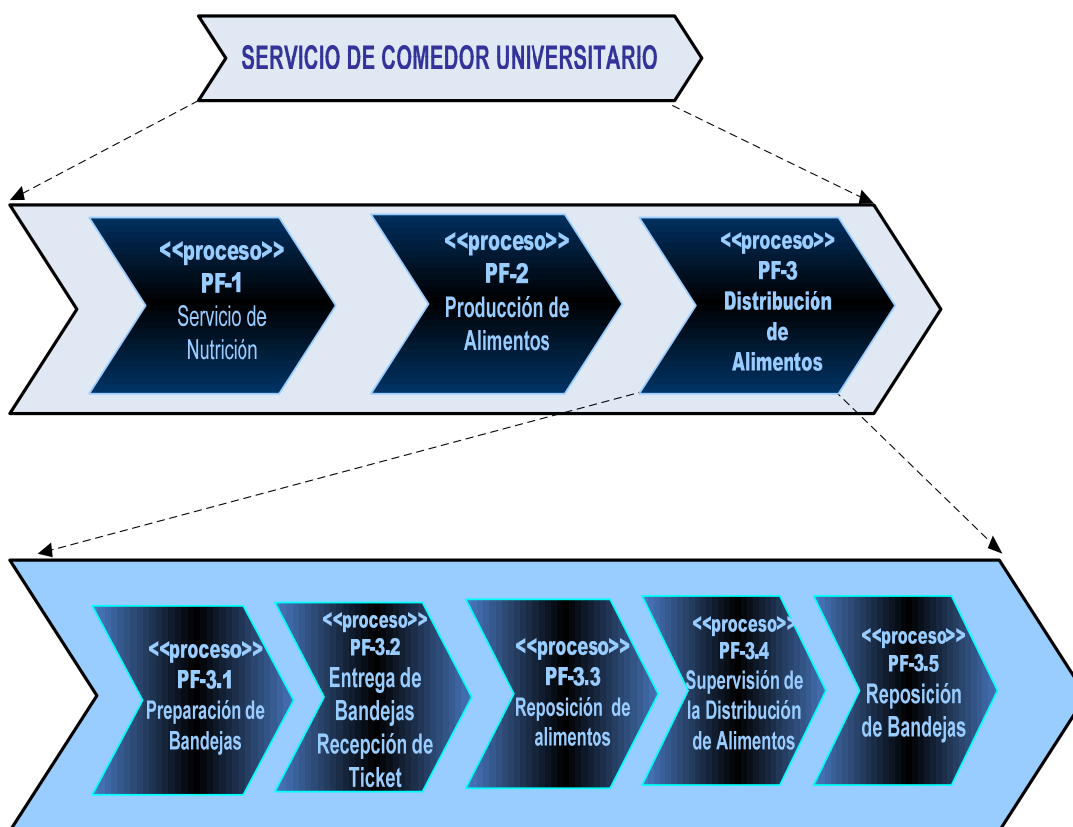 SERVICIO DE COMEDOR UNIVERSITARIO
<<proceso>>
PF-1
Servicio de
Nutrición
<<proceso>>
PF-2
Producción de
Alimentos
<<proceso>>
PF-3
Distribución
de
Alimentos
<<proceso>>
PF-3.1
Preparación de
Bandejas
<<proceso>>
PF-3.2
Entrega de
Bandejas
Recepción de
Ticket
<<proceso>>
PF-3.3
Reposición de
alimentos
<<proceso>>
PF-3.4
Supervisión de
la Distribución
de Alimentos
<<proceso>>
PF-3.5
Reposición
de Bandejas